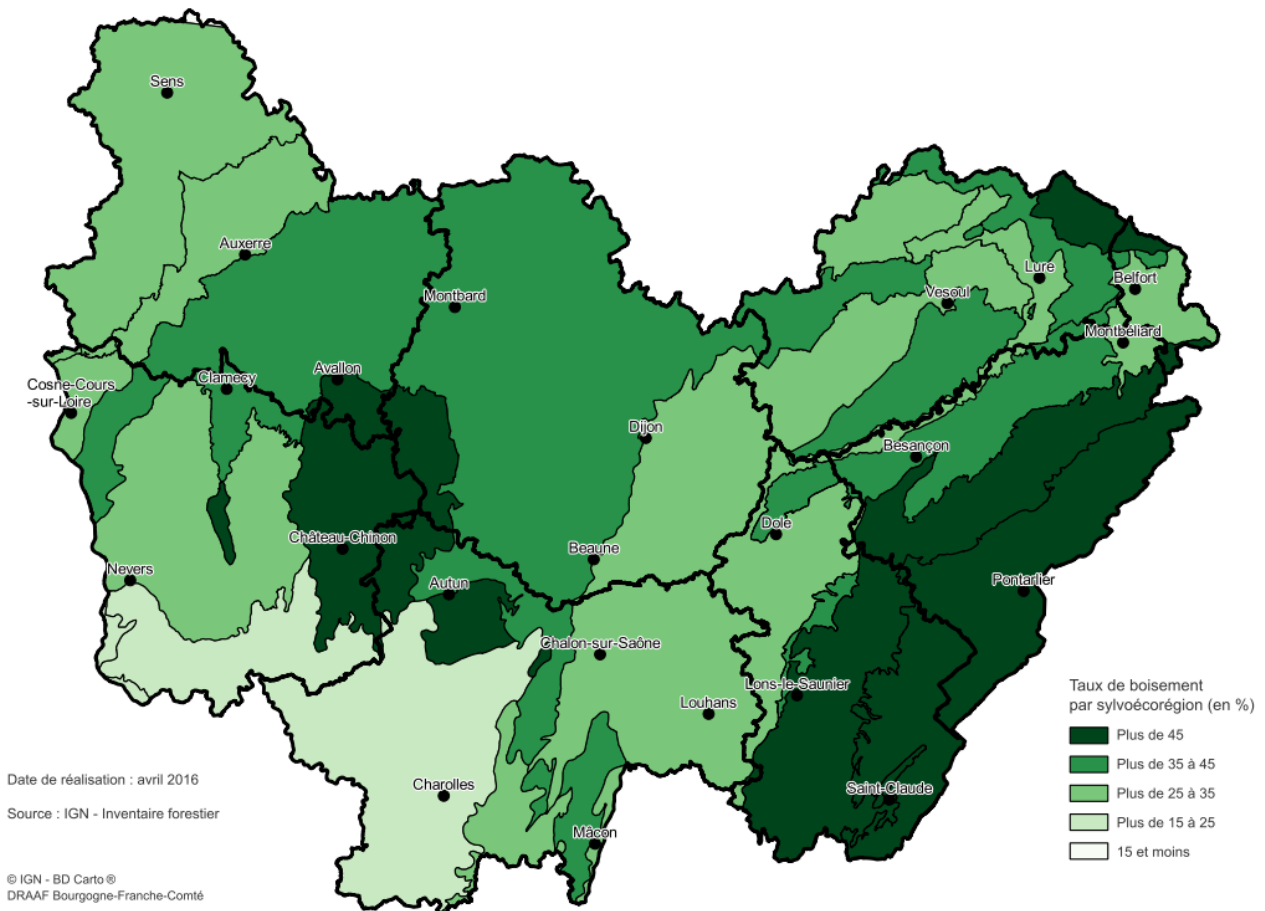 Sens
Auxerre
Montbard
Lure
Belfort
Vesoul
Montbéliard
Avallon
Clamecy
Cosne-Cours
-sur-Loire
Dijon
Besançon
Dole
Château-Chinon
Beaune
Nevers
Autun
Pontarlier
Chalon-sur-Saône
Lons-le-Saunier
Louhans
Charolles
Saint-Claude
Mâcon
Taux de boisement
par sylvoécorégion (en %)
Plus de 45
Plus de 35 à 45
Plus de 25 à 35
Plus de 15 à 25
15 et moins
Date de réalisation : avril 2016
Source : IGN - Inventaire forestier
© IGN - BD Carto ®
DRAAF Bourgogne-Franche-Comté